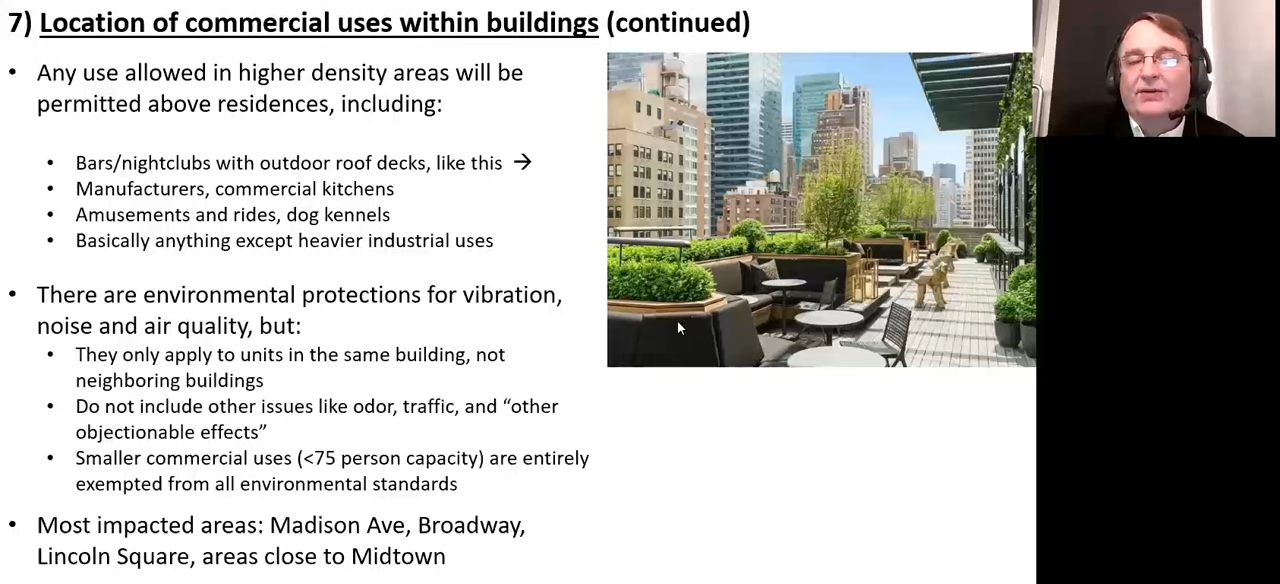 7) Location of commercial uses within buildings (continued)
• Any use allowed in higher density areas will be
permitted above residences, including:
• Bars/nightclubs with outdoor roof decks, like this →
• Manufacturers, commercial kitchens
• Amusements and rides, dog kennels
• Basically anything except heavier industrial uses
• There are environmental protections for vibration,
noise and air quality, but:
• They only apply to units in the same building, not
neighboring buildings
• Do not include other issues like odor, traffic, and “other
objectionable effects”
• Smaller commercial uses (<75 person capacity) are entirely
exempted from all environmental standards
• Most impacted areas: Madison Ave, Broadway,
Lincoln Square, areas close to Midtown